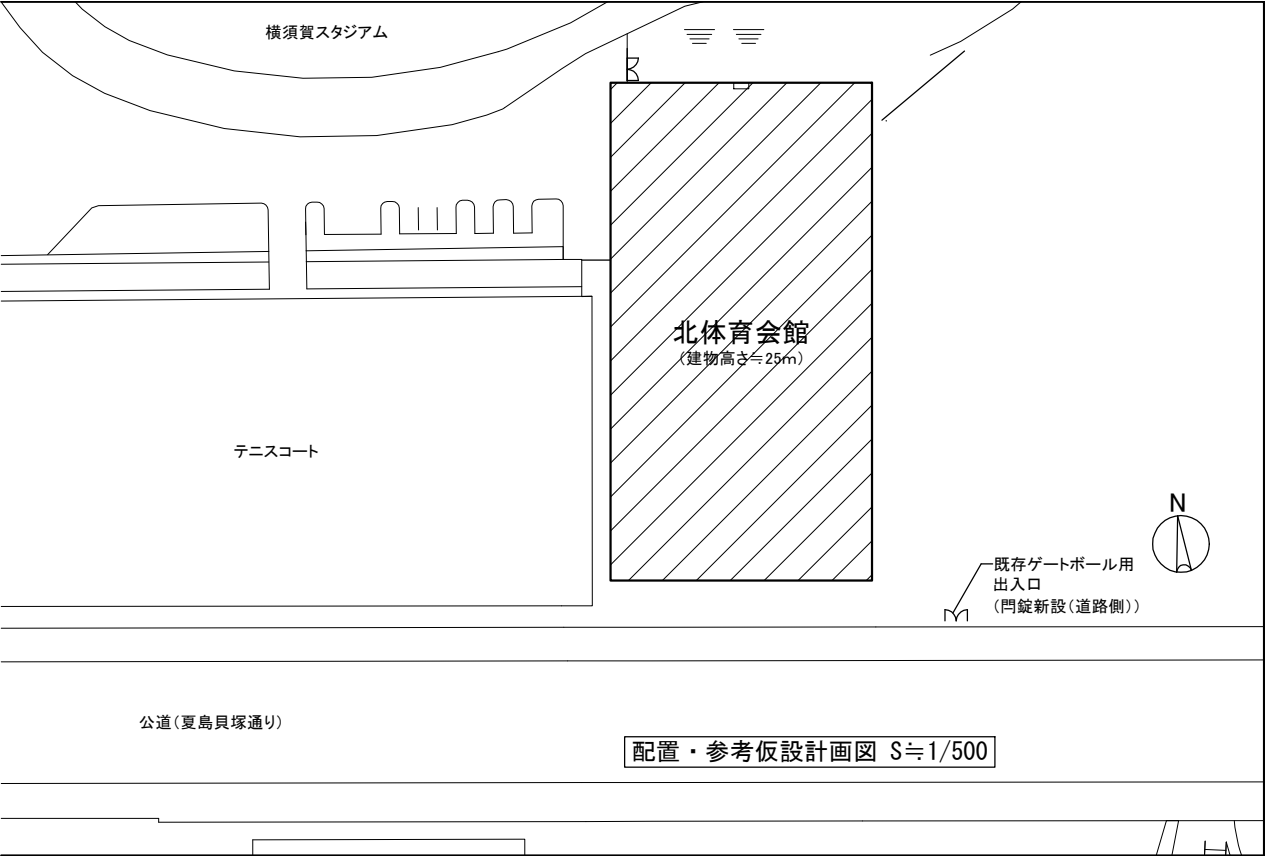 横須賀スタジアム
北体育会館
(建物高さ≒25m)
テニスコート
N
既存ゲートボール用
出入口
(門錠新設(道路側))
公道(夏島貝塚通り)
配置・参考仮設計画図 S≒1/500